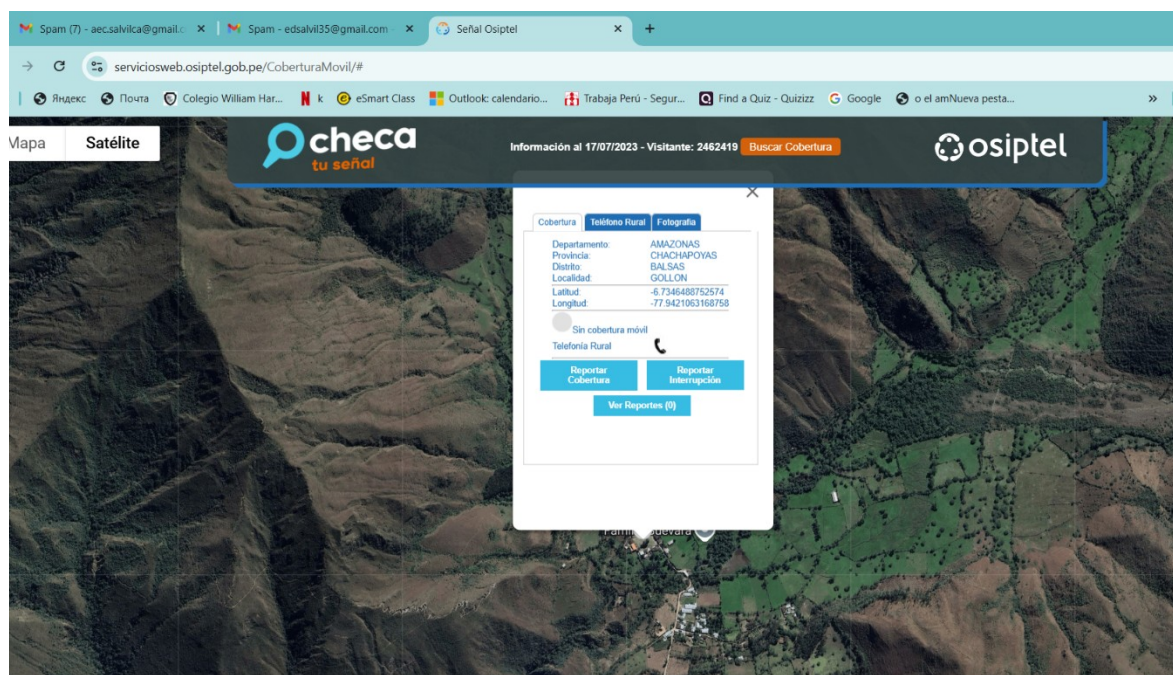 Spam (7) - aec.salvilca@gmail.c
Spam - edsalvil35@gmail.com -
Señal Osiptel
serviciosweb.osiptel.gob.pe/CoberturaMovil/#
Яндекс Почта Colegio William Har... k eSmart Class Outlook: calendario... Trabaja Perú - Segur... Find a Quiz - Quizizz Google o el amNueva pesta... »
Mapa Satélite
checa
tu señal
Información al 17/07/2023 - Visitante: 2462419 Buscar Cobertura
osiptel
Cobertura Teléfono Rural Fotografia
Departamento: AMAZONAS
Provincia: CHACHAPOYAS
Distrito: BALSAS
Localidad: GOLLON
Latitud: -6.7346488752574
Longitud: -77.9421063168758
Sin cobertura móvil
Telefonía Rural
Reportar Cobertura
Reportar Interrupción
Ver Reportes (0)